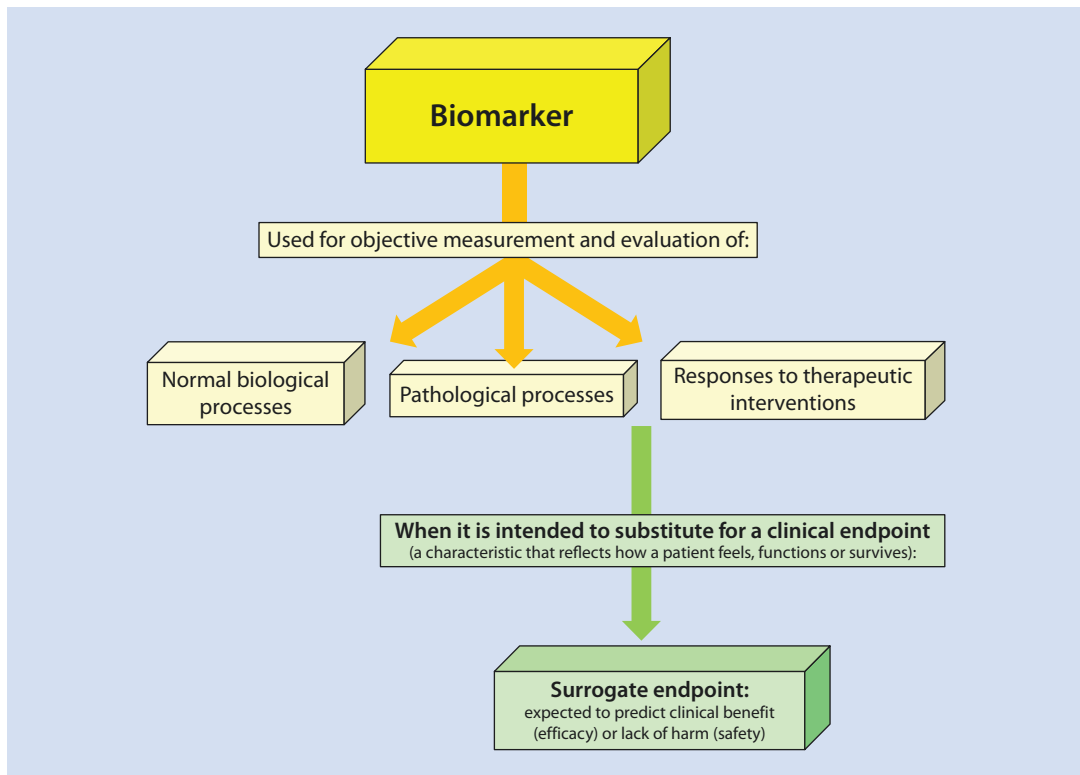 Biomarker
Used for objective measurement and evaluation of:
Normal biological
processes
Pathological processes
Responses to therapeutic
interventions
When it is intended to substitute for a clinical endpoint
(a characteristic that reflects how a patient feels, functions or survives):
Surrogate endpoint:
expected to predict clinical benefit
(efficacy) or lack of harm (safety)